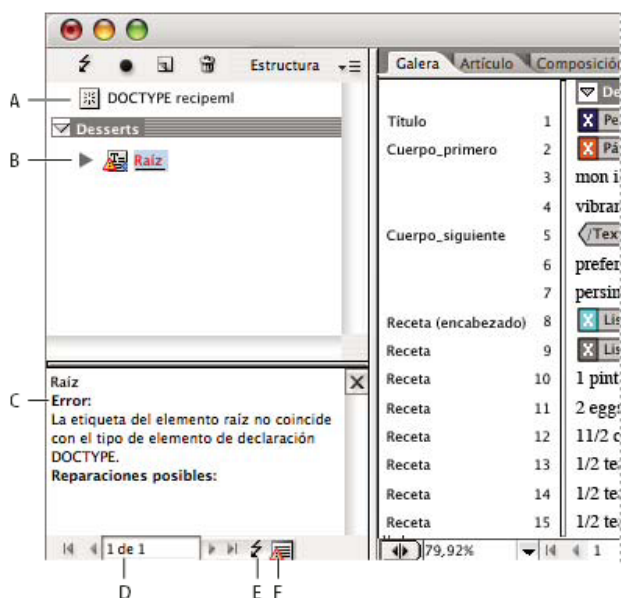 Estructura
Galera Artículo Composición
A
DOCTYPE recipeml
Desserts
B
Raíz
Título 1
Cuerpo_primero 2
3 mon i
4 vibrar
Cuerpo_siguiente 5
6 prefer
7 persin
Receta (encabezado) 8
Receta 9
Receta 10 1 pint
Receta 11 2 eggs
Receta 12 11/2 c
Receta 13 1/2 te
Receta 14 1/2 te
Receta 15 1/2 te
Raíz
C
Error:
La etiqueta del elemento raíz no coincide
con el tipo de elemento de declaración
DOCTYPE.
Reparaciones posibles:
1 de 1
79,92% 1
D E F